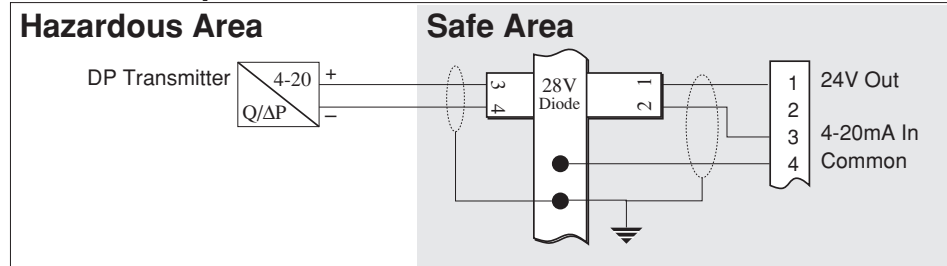 Hazardous Area
Safe Area
DP Transmitter
4-20
Q/ΔP
+
–
3
4
28V
Diode
1
2
1
2
3
4
24V Out
4-20mA In
Common